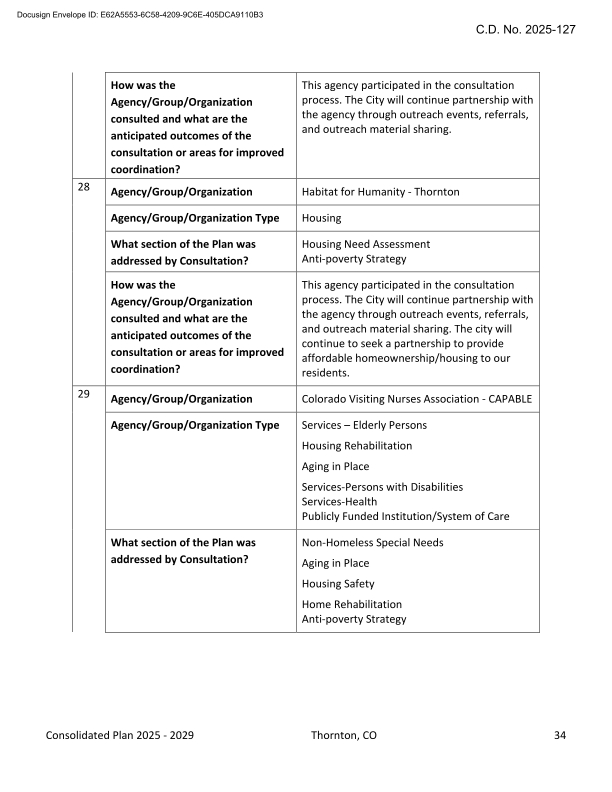 Docusign Envelope ID: E62A5553-6C58-4209-9C6E-405DCA9110B3
C.D. No. 2025-127
How was the
Agency/Group/Organization
consulted and what are the
anticipated outcomes of the
consultation or areas for improved
coordination?
This agency participated in the consultation
process. The City will continue partnership with
the agency through outreach events, referrals,
and outreach material sharing.
28
Agency/Group/Organization
Habitat for Humanity - Thornton
Agency/Group/Organization Type
Housing
What section of the Plan was
addressed by Consultation?
Housing Need Assessment
Anti-poverty Strategy
How was the
Agency/Group/Organization
consulted and what are the
anticipated outcomes of the
consultation or areas for improved
coordination?
This agency participated in the consultation
process. The City will continue partnership with
the agency through outreach events, referrals,
and outreach material sharing. The city will
continue to seek a partnership to provide
affordable homeownership/housing to our
residents.
29
Agency/Group/Organization
Colorado Visiting Nurses Association - CAPABLE
Agency/Group/Organization Type
Services – Elderly Persons
Housing Rehabilitation
Aging in Place
Services-Persons with Disabilities
Services-Health
Publicly Funded Institution/System of Care
What section of the Plan was
addressed by Consultation?
Non-Homeless Special Needs
Aging in Place
Housing Safety
Home Rehabilitation
Anti-poverty Strategy
Consolidated Plan 2025 - 2029
Thornton, CO
34